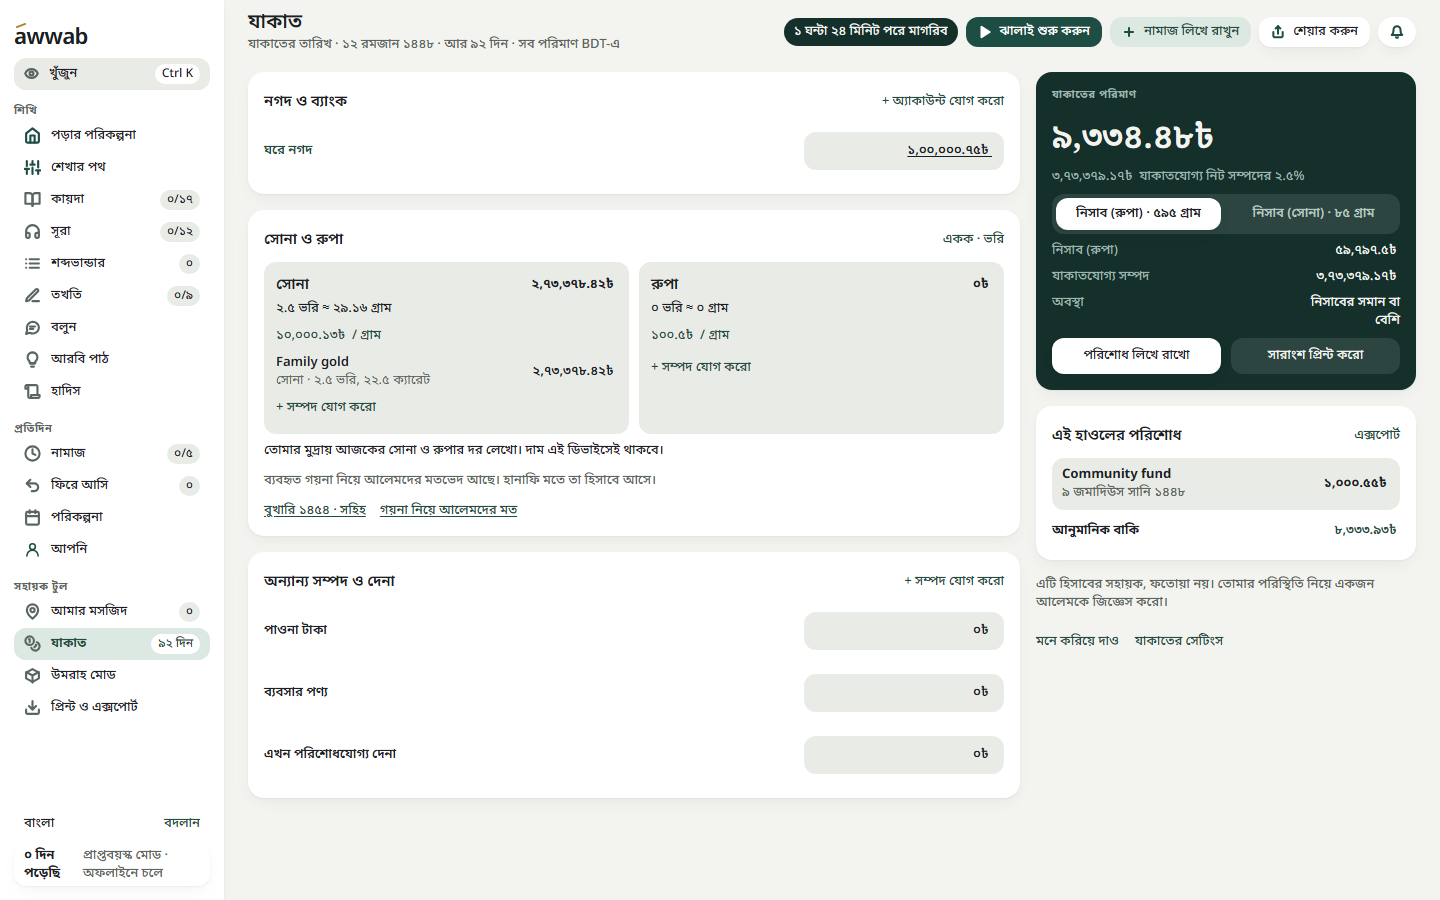 awwab
খুঁজুন Ctrl K
শিখি
পড়ার পরিকল্পনা
শেখার পথ
কায়দা ০/১৭
সূরা ০/১২
শব্দভান্ডার ০
তখতি ০/৯
বলুন
আরবি পাঠ
হাদিস
প্রতিদিন
নামাজ ০/৫
ফিরে আসি ০
পরিকল্পনা
আপনি
সহায়ক টুল
আমার মসজিদ ০
যাকাত ৯২ দিন
উমরাহ মোড
প্রিন্ট ও এক্সপোর্ট
বাংলা বদলান
০ দিন পড়েছি
প্রাপ্তবয়স্ক মোড · অফলাইনে চলে
যাকাত
যাকাতের তারিখ · ১২ রমজান ১৪৪৮ · আর ৯২ দিন · সব পরিমাণ BDT-এ
১ ঘন্টা ২৪ মিনিট পরে মাগরিব
ঝালাই শুরু করুন
নামাজ লিখে রাখুন
শেয়ার করুন
নগদ ও ব্যাংক + অ্যাকাউন্ট যোগ করো
ঘরে নগদ ১,০০,০০০.৭৫৳
সোনা ও রুপা একক · ভরি
সোনা ২,৭৩,৩৭৮.৪২৳
২.৫ ভরি ≈ ২৯.১৬ গ্রাম
১০,০০০.১৩৳ / গ্রাম
Family gold
সোনা · ২.৫ ভরি, ২২.৫ ক্যারেট
২,৭৩,৩৭৮.৪২৳
+ সম্পদ যোগ করো
রুপা ০৳
০ ভরি ≈ ০ গ্রাম
১০০.৫৳ / গ্রাম
+ সম্পদ যোগ করো
তোমার মুদ্রায় আজকের সোনা ও রুপার দর লেখো। দাম এই ডিভাইসেই থাকবে।
ব্যবহৃত গয়না নিয়ে আলেমদের মতভেদ আছে। হানাফি মতে তা হিসাবে আসে।
বুখারি ১৪৫৪ · সহিহ গয়না নিয়ে আলেমদের মত
অন্যান্য সম্পদ ও দেনা + সম্পদ যোগ করো
পাওনা টাকা ০৳
ব্যবসার পণ্য ০৳
এখন পরিশোধযোগ্য দেনা ০৳
যাকাতের পরিমাণ
৯,৩৩৪.৪৮৳
৩,৭৩,৩৭৯.১৭৳ যাকাতযোগ্য নিট সম্পদের ২.৫%
নিসাব (রুপা) · ৫৯৫ গ্রাম নিসাব (সোনা) · ৮৫ গ্রাম
নিসাব (রুপা) ৫৯,৭৯৭.৫৳
যাকাতযোগ্য সম্পদ ৩,৭৩,৩৭৯.১৭৳
অবস্থা নিসাবের সমান বা
বেশি
পরিশোধ লিখে রাখো সারাংশ প্রিন্ট করো
এই হাওলের পরিশোধ এক্সপোর্ট
Community fund
৯ জমাদিউস সানি ১৪৪৮
১,০০০.৫৫৳
আনুমানিক বাকি ৮,৩৩৩.৯৩৳
এটি হিসাবের সহায়ক, ফতোয়া নয়। তোমার পরিস্থিতি নিয়ে একজন
আলেমকে জিজ্ঞেস করো।
মনে করিয়ে দাও যাকাতের সেটিংস